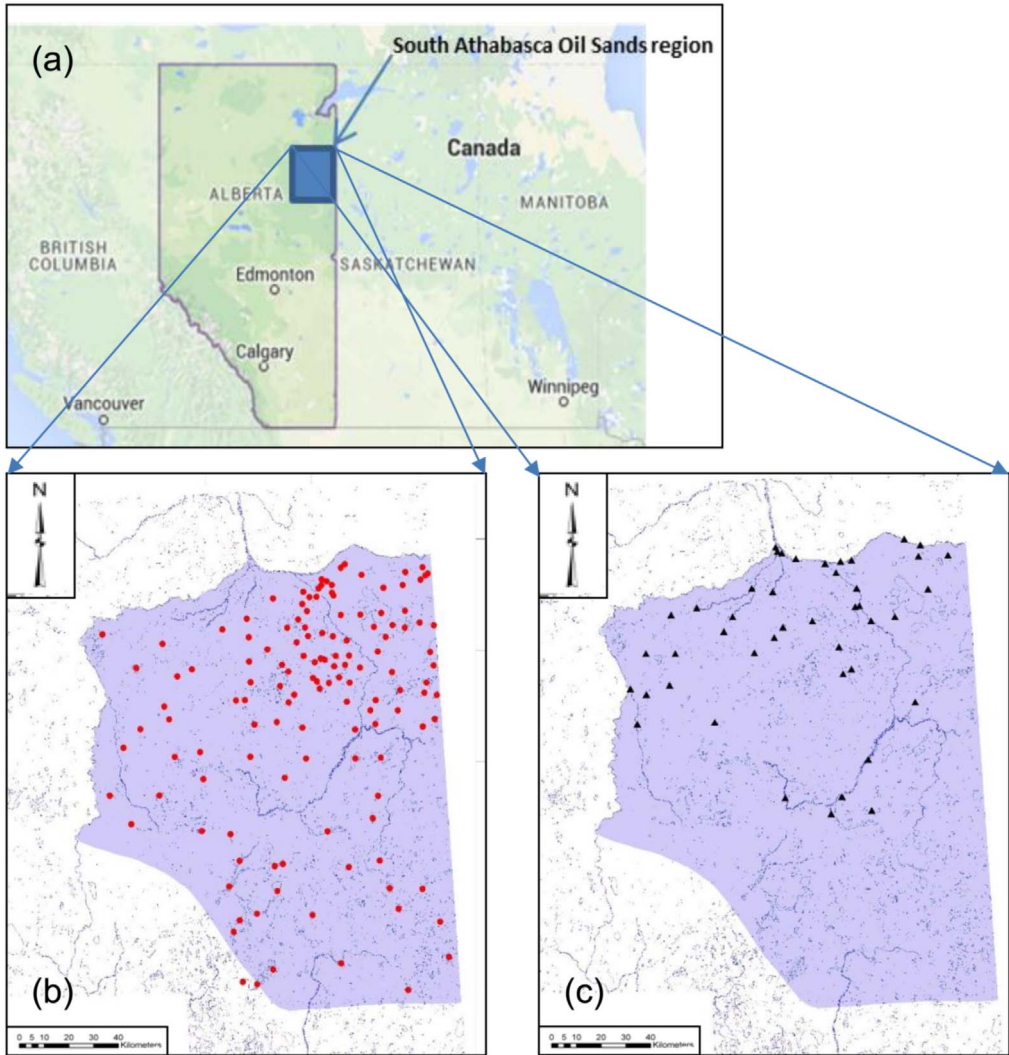 (a)
South Athabasca Oil Sands region
Canada
ALBERTA
MANITOBA
BRITISH
COLUMBIA
SASKATCHEWAN
Edmonton
Calgary
Winnipeg
Vancouver
N
(b)
0 5 10 20 30 40
Kilometers
N
(c)
0 5 10 20 30 40
Kilometers